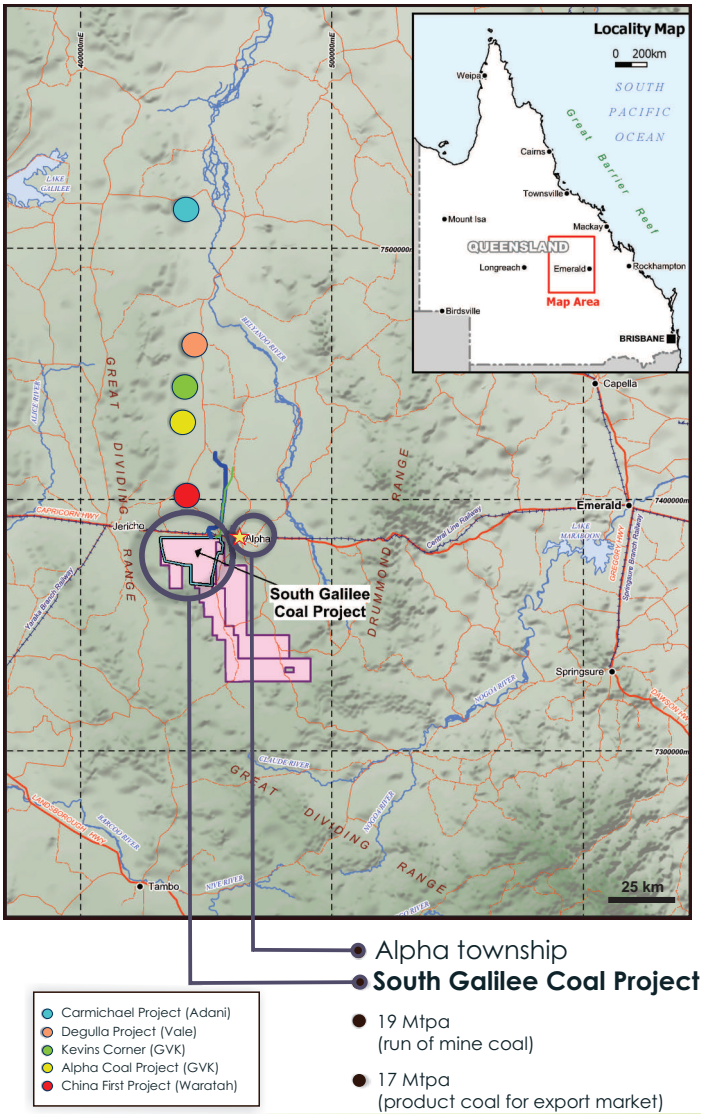 Locality Map
0 200km
SOUTH
PACIFIC
OCEAN
Great Barrier Reef
Weipa
Cairns
Townsville
Mount Isa
Mackay
QUEENSLAND
Longreach
Emerald
Rockhampton
Map Area
Birdsville
BRISBANE
400000mE
500000mE
LAKE
GALILEE
7500000m
BELYANDO RIVER
GREAT DIVIDING RANGE
ALICE RIVER
Capella
CAPRICORN HWY
Jericho
Alpha
DRUMMOND RANGE
Central Line Railway
7400000m
Emerald
LAKE
MARABOON
GREGORY HWY
Springsure Branch Railway
Yaraka Branch Railway
South Galilee
Coal Project
Springsure
DAWSON HW
NOGOA RIVER
7300000m
CLAUDE RIVER
GREAT DIVIDING RANGE
NOGOA RIVER
LANDSBOROUGH HWY
BARCOO RIVER
Tambo
NIVE RIVER
25 km
Alpha township
South Galilee Coal Project
19 Mtpa
(run of mine coal)
17 Mtpa
(product coal for export market)
Carmichael Project (Adani)
Degulla Project (Vale)
Kevins Corner (GVK)
Alpha Coal Project (GVK)
China First Project (Waratah)